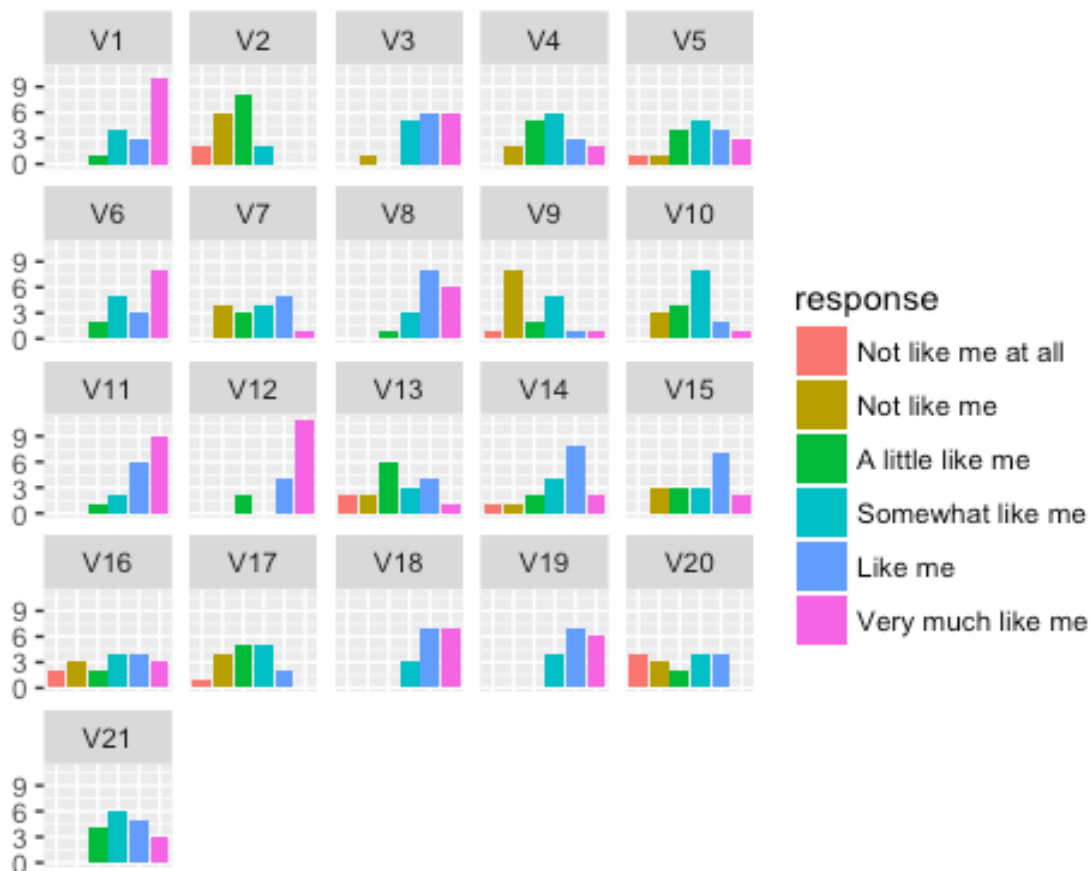 V1 V2 V3 V4 V5
9
6
3
0
V6 V7 V8 V9 V10
9
6
3
0
V11 V12 V13 V14 V15
9
6
3
0
V16 V17 V18 V19 V20
9
6
3
0
V21
9
6
3
0
response
Not like me at all
Not like me
A little like me
Somewhat like me
Like me
Very much like me